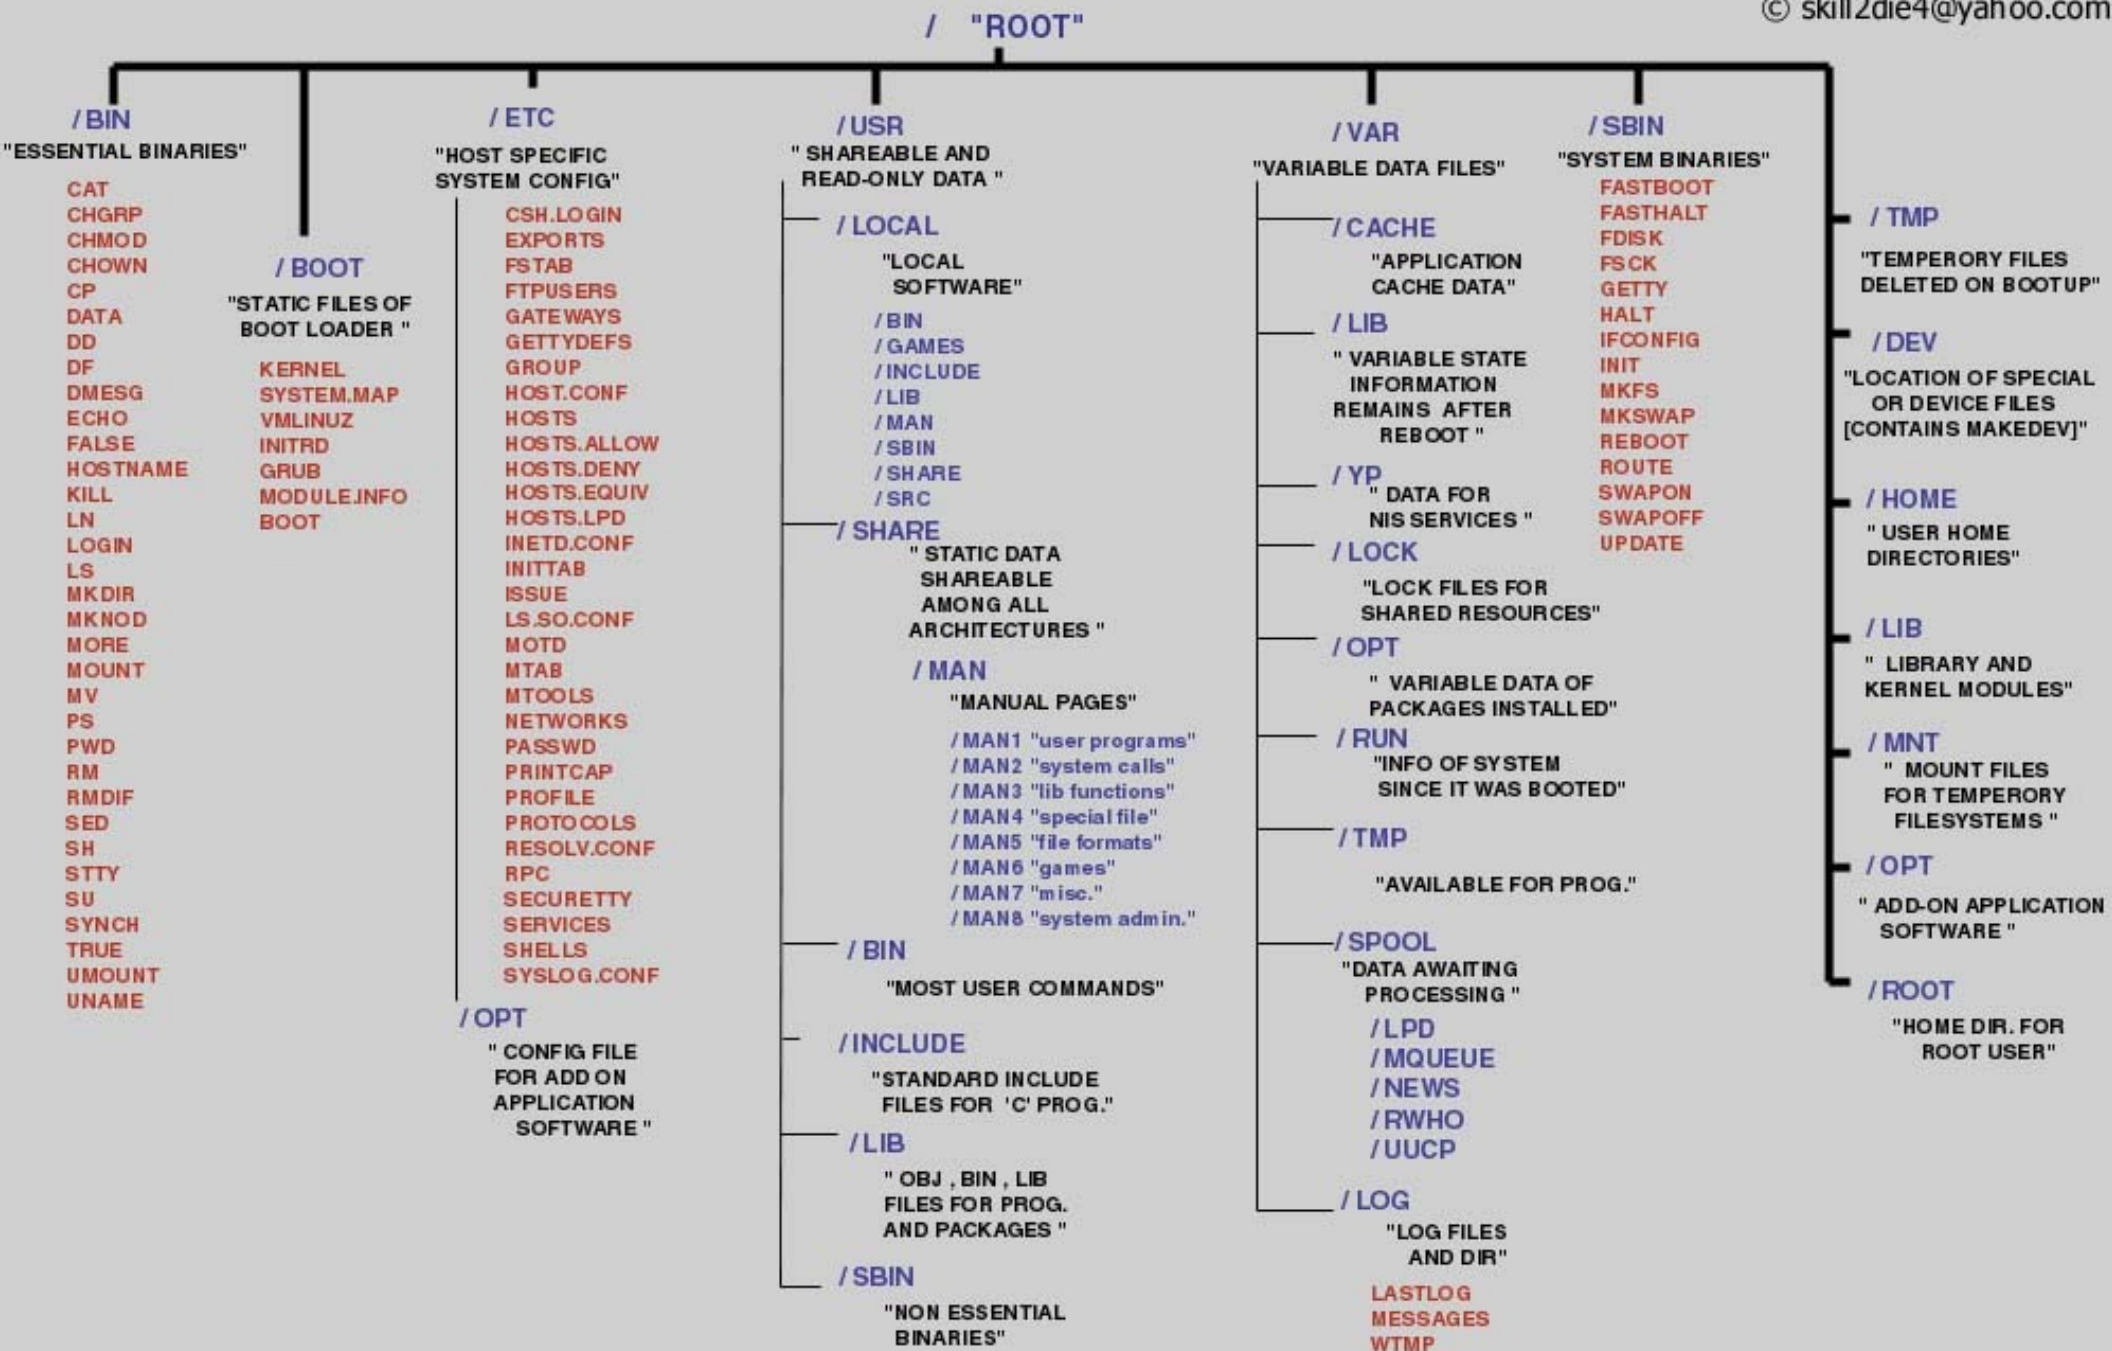 © skill2die4@yahoo.com
/ "ROOT"
/BIN
"ESSENTIAL BINARIES"
CAT
CHGRP
CHMOD
CHOWN
CP
DATA
DD
DF
DMESG
ECHO
FALSE
HOSTNAME
KILL
LN
LOGIN
LS
MKDIR
MKNOD
MORE
MOUNT
MV
PS
PWD
RM
RMDIF
SED
SH
STTY
SU
SYNCH
TRUE
UMOUNT
UNAME
/BOOT
"STATIC FILES OF
BOOT LOADER "
KERNEL
SYSTEM.MAP
VMLINUZ
INITRD
GRUB
MODULE.INFO
BOOT
/ETC
"HOST SPECIFIC
SYSTEM CONFIG"
CSH.LOGIN
EXPORTS
FSTAB
FTPUSERS
GATEWAYS
GETTYDEFS
GROUP
HOST.CONF
HOSTS
HOSTS.ALLOW
HOSTS.DENY
HOSTS.EQUIV
HOSTS.LPD
INETD.CONF
INITTAB
ISSUE
LS.SO.CONF
MOTD
MTAB
MTOOLS
NETWORKS
PASSWD
PRINTCAP
PROFILE
PROTOCOLS
RESOLV.CONF
RPC
SECURETTY
SERVICES
SHELLS
SYSLOG.CONF
/OPT
" CONFIG FILE
FOR ADD ON
APPLICATION
SOFTWARE "
/USR
" SHAREABLE AND
READ-ONLY DATA "
/LOCAL
"LOCAL
SOFTWARE"
/BIN
/GAMES
/INCLUDE
/LIB
/MAN
/SBIN
/SHARE
/SRC
/SHARE
" STATIC DATA
SHAREABLE
AMONG ALL
ARCHITECTURES "
/MAN
"MANUAL PAGES"
/MAN1 "user programs"
/MAN2 "system calls"
/MAN3 "lib functions"
/MAN4 "special file"
/MAN5 "file formats"
/MAN6 "games"
/MAN7 "misc."
/MAN8 "system admin."
/BIN
"MOST USER COMMANDS"
/INCLUDE
"STANDARD INCLUDE
FILES FOR 'C' PROG."
/LIB
" OBJ , BIN , LIB
FILES FOR PROG.
AND PACKAGES "
/SBIN
"NON ESSENTIAL
BINARIES"
/VAR
"VARIABLE DATA FILES"
/CACHE
"APPLICATION
CACHE DATA"
/LIB
" VARIABLE STATE
INFORMATION
REMAINS AFTER
REBOOT "
/YP
" DATA FOR
NIS SERVICES "
/LOCK
"LOCK FILES FOR
SHARED RESOURCES"
/OPT
" VARIABLE DATA OF
PACKAGES INSTALLED"
/RUN
"INFO OF SYSTEM
SINCE IT WAS BOOTED"
/TMP
"AVAILABLE FOR PROG."
/SPOOL
"DATA AWAITING
PROCESSING "
/LPD
/MQUEUE
/NEWS
/RWHO
/UUCP
/LOG
"LOG FILES
AND DIR"
LASTLOG
MESSAGES
WTMP
/SBIN
"SYSTEM BINARIES"
FASTBOOT
FASTHALT
FDISK
FSCK
GETTY
HALT
IFCONFIG
INIT
MKFS
MKSWAP
REBOOT
ROUTE
SWAPON
SWAPOFF
UPDATE
/TMP
"TEMPERORY FILES
DELETED ON BOOTUP"
/DEV
"LOCATION OF SPECIAL
OR DEVICE FILES
[CONTAINS MAKEDEV]"
/HOME
" USER HOME
DIRECTORIES"
/LIB
" LIBRARY AND
KERNEL MODULES"
/MNT
" MOUNT FILES
FOR TEMPERORY
FILESYSTEMS "
/OPT
" ADD-ON APPLICATION
SOFTWARE "
/ROOT
"HOME DIR. FOR
ROOT USER"